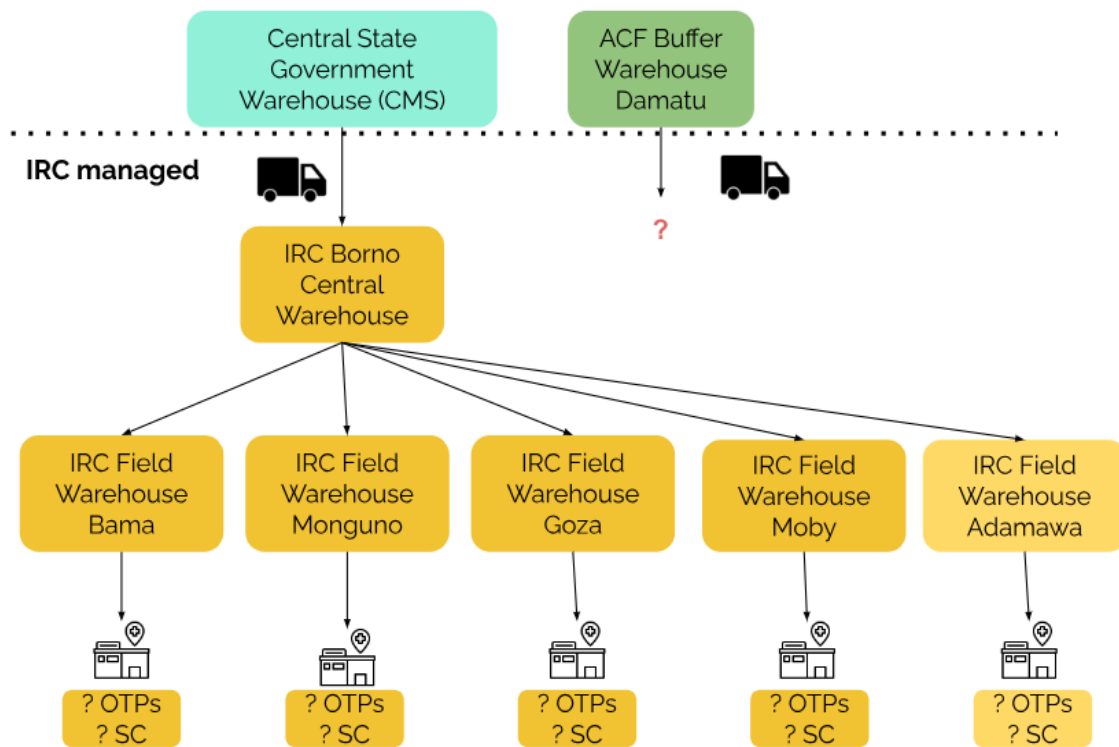 Central State
Government
Warehouse (CMS)
ACF Buffer
Warehouse
Damatu
IRC managed
?
IRC Borno
Central
Warehouse
IRC Field
Warehouse
Bama
IRC Field
Warehouse
Monguno
IRC Field
Warehouse
Goza
IRC Field
Warehouse
Moby
IRC Field
Warehouse
Adamawa
? OTPs
? SC
? OTPs
? SC
? OTPs
? SC
? OTPs
? SC
? OTPs
? SC